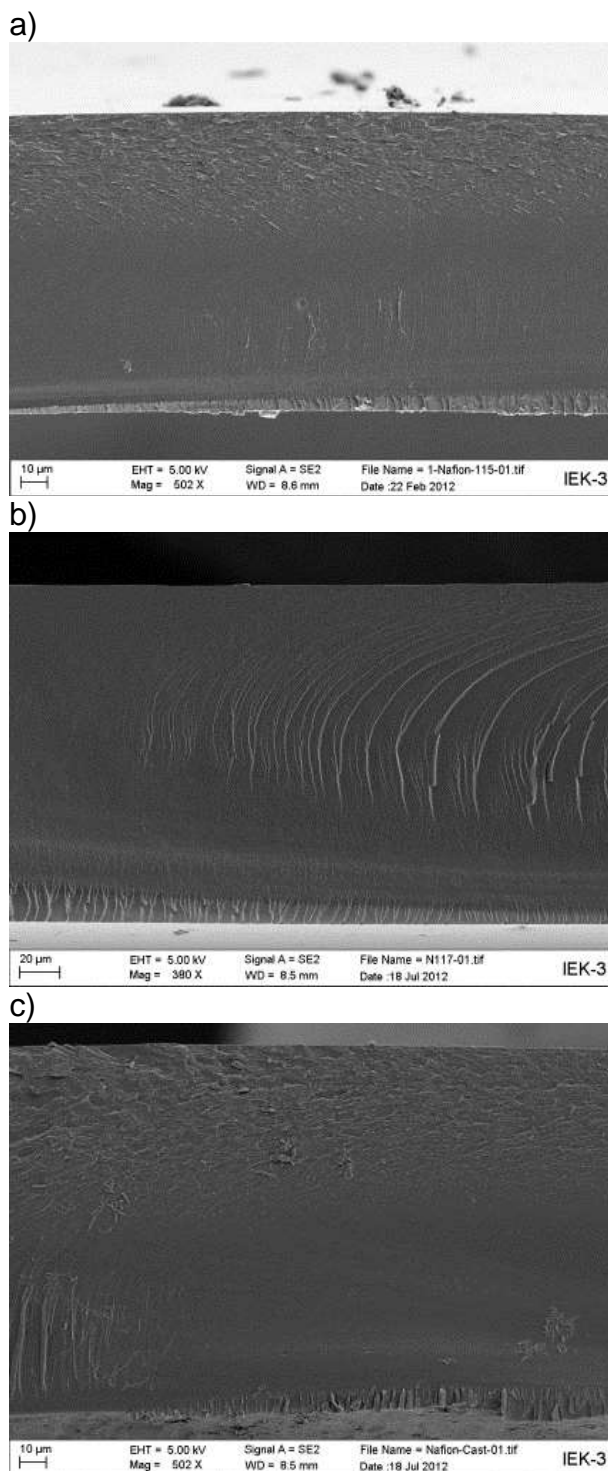 a)
10 µm EHT = 5.00 kV Signal A = SE2 File Name = 1-Nafion-115-01.tif IEK-3
Mag = 502 X WD = 8.6 mm Date :22 Feb 2012
b)
20 µm EHT = 5.00 kV Signal A = SE2 File Name = N117-01.tif IEK-3
Mag = 380 X WD = 8.5 mm Date :18 Jul 2012
c)
10 µm EHT = 5.00 kV Signal A = SE2 File Name = Nafion-Cast-01.tif IEK-3
Mag = 502 X WD = 8.5 mm Date :18 Jul 2012